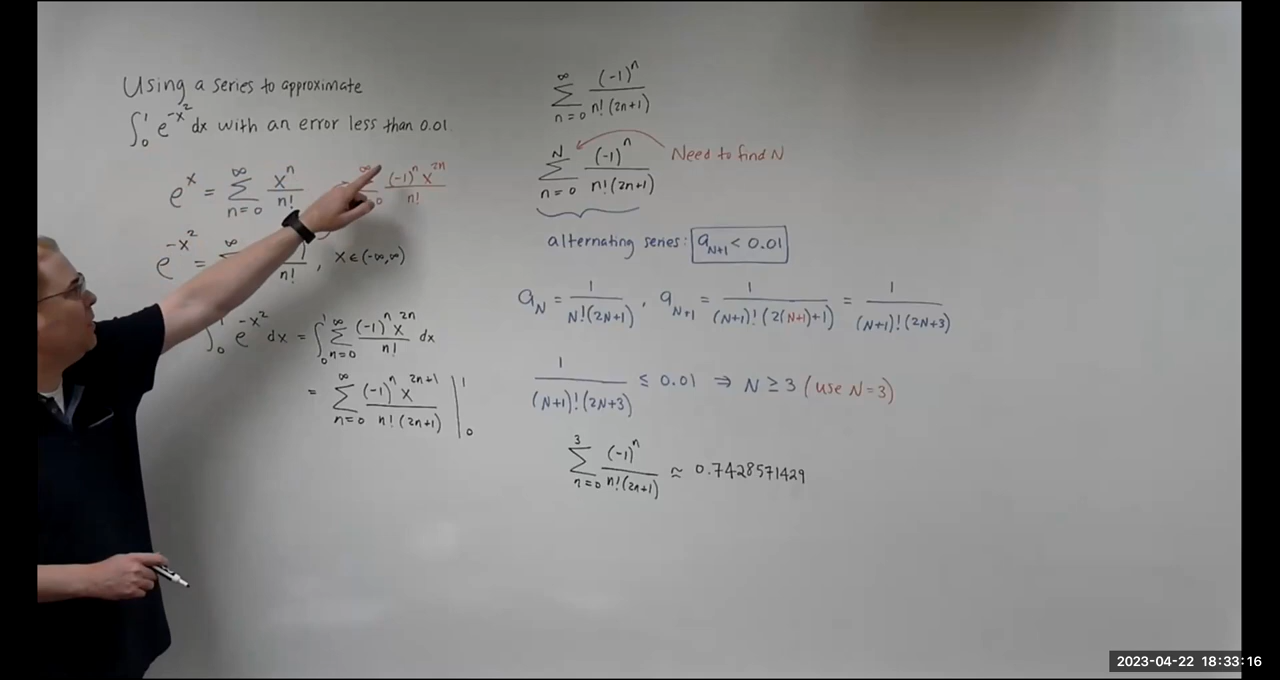 Using a series to approximate
∫₀¹ e^(-x²) dx with an error less than 0.01
e^x = Σ_(n=0)^∞ x^n/n!
Σ^∞ (-1)^n x^(2n)/n!
e^(-x²) = Σ^∞ /n! , x ∈ (-∞,∞)
∫₀¹ e^(-x²) dx = ∫₀¹ Σ_(n=0)^∞ (-1)^n x^(2n)/n! dx
= Σ_(n=0)^∞ (-1)^n x^(2n+1)/(n! (2n+1)) |₀¹
Σ_(n=0)^∞ (-1)^n/(n! (2n+1))
Σ_(n=0)^N (-1)^n/(n! (2n+1)) Need to find N
alternating series: a_(N+1) < 0.01
a_N = 1/(N! (2N+1)) , a_(N+1) = 1/((N+1)! (2(N+1)+1)) = 1/((N+1)! (2N+3))
1/((N+1)! (2N+3)) ≤ 0.01 ⇒ N ≥ 3 (use N=3)
Σ_(n=0)^3 (-1)^n/(n! (2n+1)) ≈ 0.7428571429
2023-04-22 18:33:16